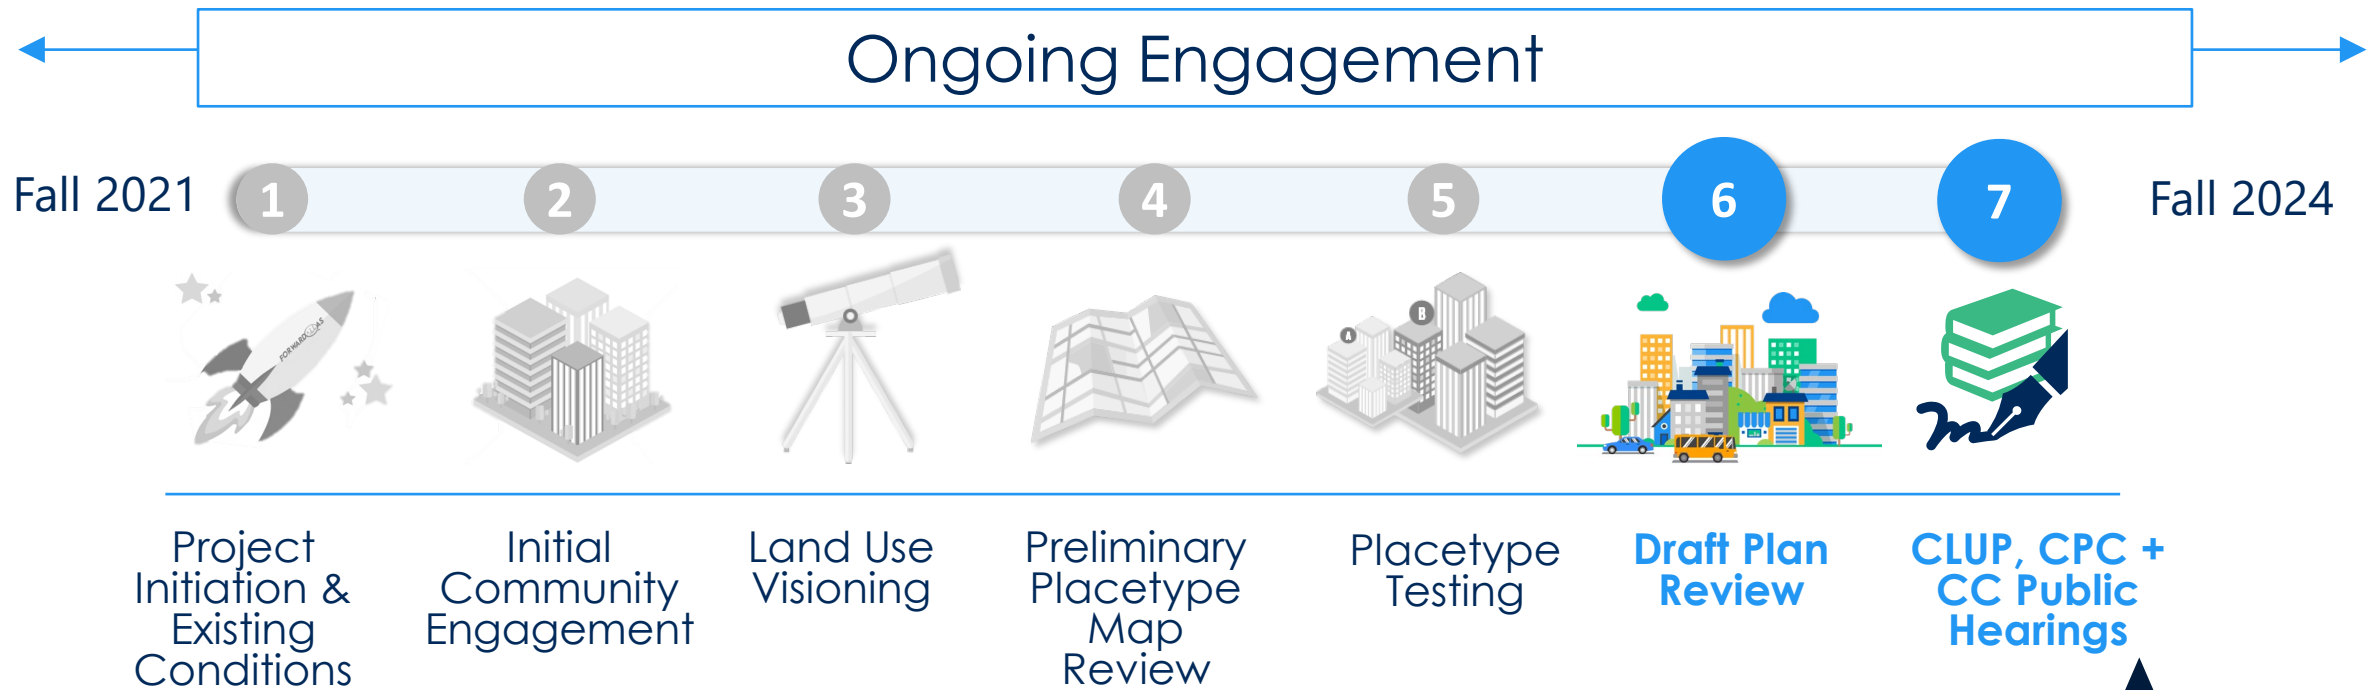 Ongoing Engagement
Fall 2021
1
2
3
4
5
6
7
Fall 2024
A
B
Project
Initiation &
Existing
Conditions
Initial
Community
Engagement
Land Use
Visioning
Preliminary
Placetype
Map
Review
Placetype
Testing
Draft Plan
Review
CLUP, CPC +
CC Public
Hearings